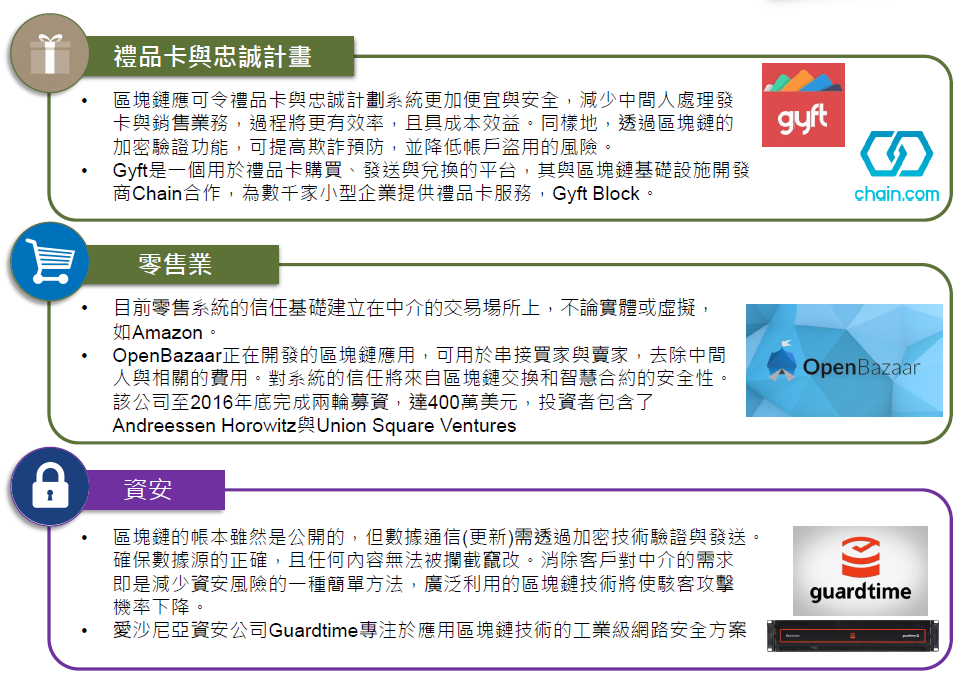 禮品卡與忠誠計畫
• 區塊鏈應可令禮品卡與忠誠計劃系統更加便宜與安全，減少中間人處理發
卡與銷售業務，過程將更有效率，且具成本效益。同樣地，透過區塊鏈的
加密驗證功能，可提高欺詐預防，並降低帳戶盜用的風險。
• Gyft是一個用於禮品卡購買、發送與兌換的平台，其與區塊鏈基礎設施開發
商Chain合作，為數千家小型企業提供禮品卡服務，Gyft Block。
gyft
chain.com
零售業
• 目前零售系統的信任基礎建立在中介的交易場所上，不論實體或虛擬，
如Amazon。
• OpenBazaar正在開發的區塊鏈應用，可用於串接買家與賣家，去除中間
人與相關的費用。對系統的信任將來自區塊鏈交換和智慧合約的安全性。
該公司至2016年底完成兩輪募資，達400萬美元，投資者包含了
Andreessen Horowitz與Union Square Ventures
OpenBazaar
資安
• 區塊鏈的帳本雖然是公開的，但數據通信(更新)需透過加密技術驗證與發送。
確保數據源的正確，且任何內容無法被攔截竄改。消除客戶對中介的需求
即是減少資安風險的一種簡單方法，廣泛利用的區塊鏈技術將使駭客攻擊
機率下降。
• 愛沙尼亞資安公司Guardtime專注於應用區塊鏈技術的工業級網路安全方案
guardtime